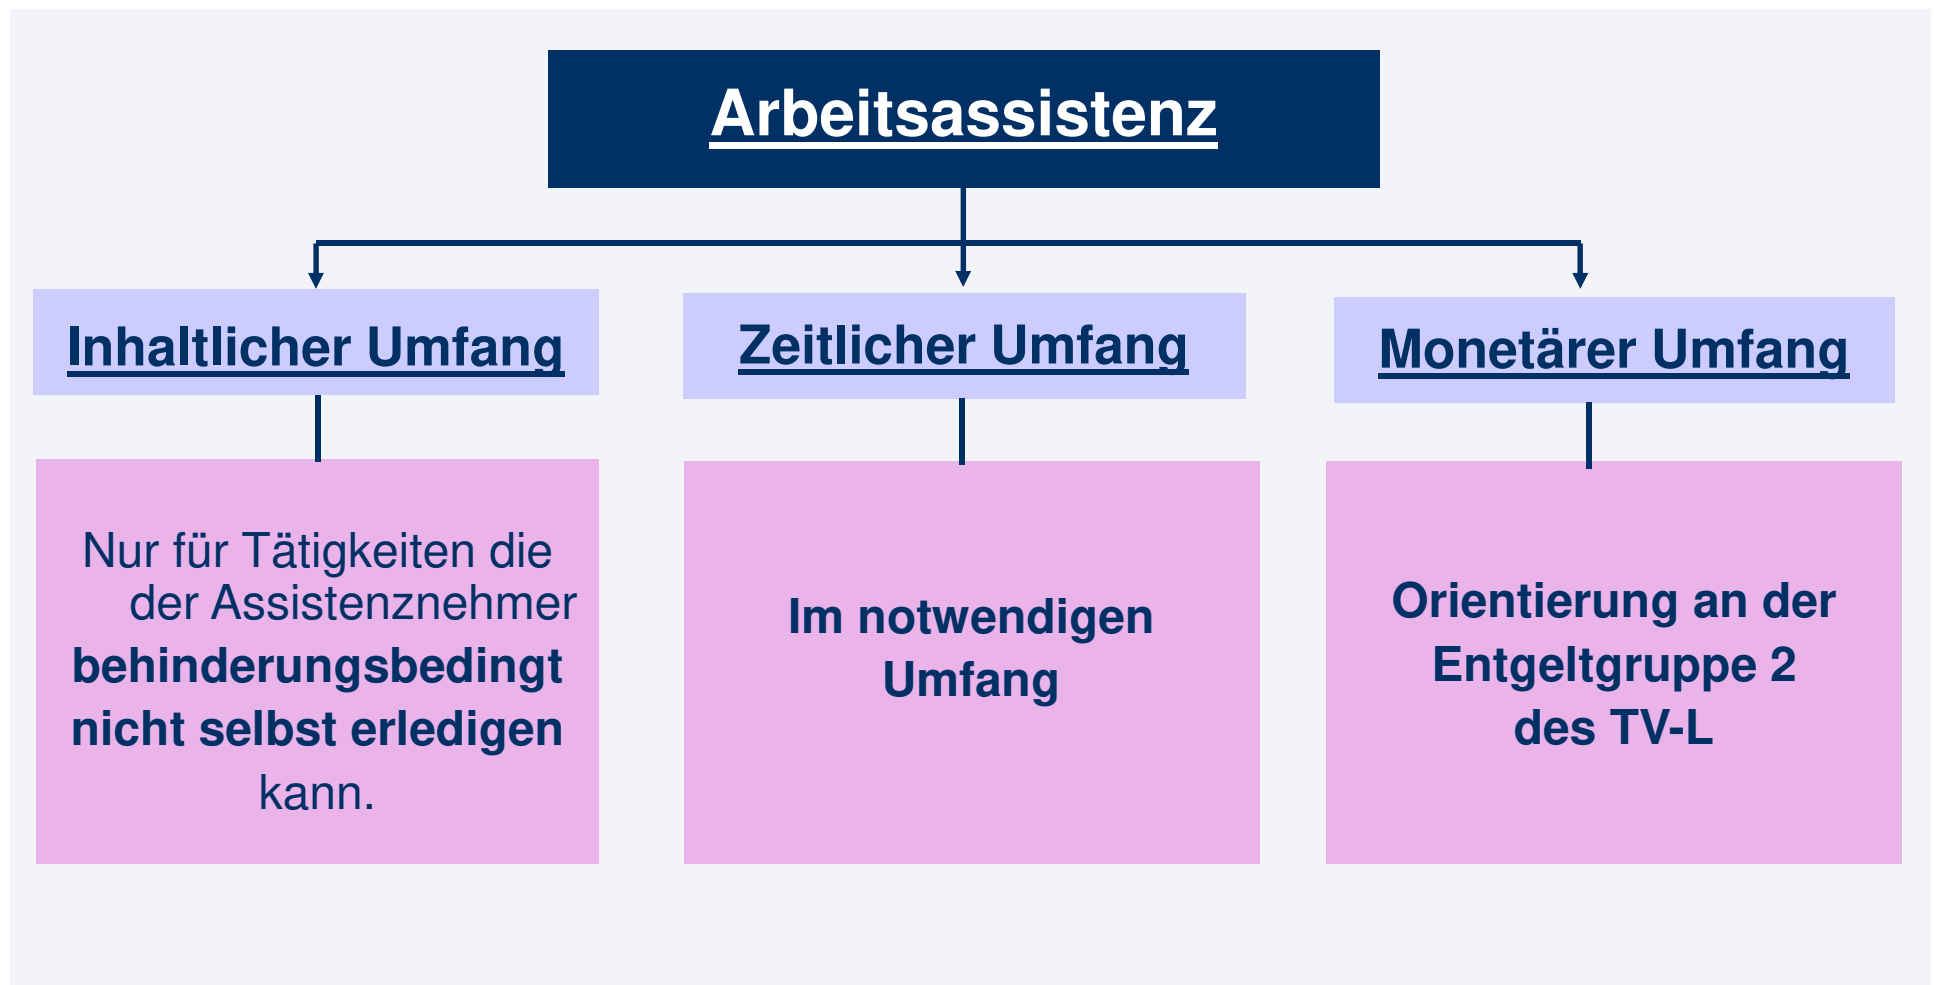 Arbeitsassistenz
Inhaltlicher Umfang
Nur für Tätigkeiten die
der Assistenznehmer
behinderungsbedingt
nicht selbst erledigen
kann.
Zeitlicher Umfang
Im notwendigen
Umfang
Monetärer Umfang
Orientierung an der
Entgeltgruppe 2
des TV-L